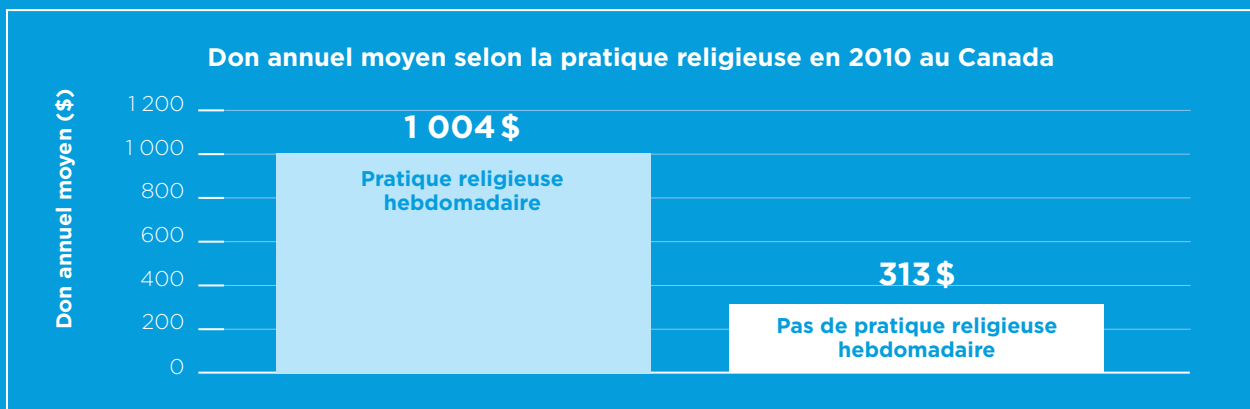 Don annuel moyen selon la pratique religieuse en 2010 au Canada
Don annuel moyen ($)
1 200
1 000
800
600
400
200
0
1 004 $
Pratique religieuse
hebdomadaire
313 $
Pas de pratique religieuse
hebdomadaire